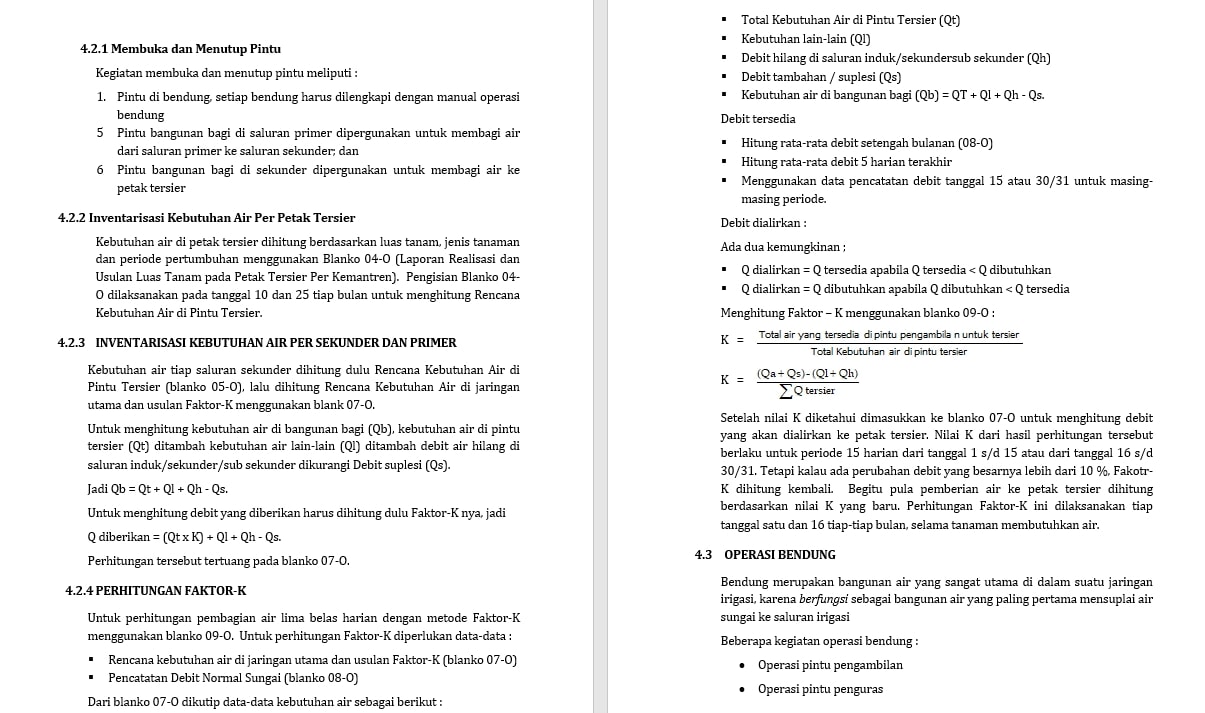 4.2.1 Membuka dan Menutup Pintu
Kegiatan membuka dan menutup pintu meliputi :
1. Pintu di bendung, setiap bendung harus dilengkapi dengan manual operasi
bendung
5 Pintu bangunan bagi di saluran primer dipergunakan untuk membagi air
dari saluran primer ke saluran sekunder; dan
6 Pintu bangunan bagi di sekunder dipergunakan untuk membagi air ke
petak tersier
4.2.2 Inventarisasi Kebutuhan Air Per Petak Tersier
Kebutuhan air di petak tersier dihitung berdasarkan luas tanam, jenis tanaman
dan periode pertumbuhan menggunakan Blanko 04-O (Laporan Realisasi dan
Usulan Luas Tanam pada Petak Tersier Per Kemantren). Pengisian Blanko 04-
O dilaksanakan pada tanggal 10 dan 25 tiap bulan untuk menghitung Rencana
Kebutuhan Air di Pintu Tersier.
4.2.3 INVENTARISASI KEBUTUHAN AIR PER SEKUNDER DAN PRIMER
Kebutuhan air tiap saluran sekunder dihitung dulu Rencana Kebutuhan Air di
Pintu Tersier (blanko 05-O), lalu dihitung Rencana Kebutuhan Air di jaringan
utama dan usulan Faktor-K menggunakan blank 07-O.
Untuk menghitung kebutuhan air di bangunan bagi (Qb), kebutuhan air di pintu
tersier (Qt) ditambah kebutuhan air lain-lain (Ql) ditambah debit air hilang di
saluran induk/sekunder/sub sekunder dikurangi Debit suplesi (Qs).
Jadi Qb = Qt + Ql + Qh - Qs.
Untuk menghitung debit yang diberikan harus dihitung dulu Faktor-K nya, jadi
Q diberikan = (Qt x K) + Ql + Qh - Qs.
Perhitungan tersebut tertuang pada blanko 07-O.
4.2.4 PERHITUNGAN FAKTOR-K
Untuk perhitungan pembagian air lima belas harian dengan metode Faktor-K
menggunakan blanko 09-O. Untuk perhitungan Faktor-K diperlukan data-data :
▪ Rencana kebutuhan air di jaringan utama dan usulan Faktor-K (blanko 07-O)
▪ Pencatatan Debit Normal Sungai (blanko 08-O)
Dari blanko 07-O dikutip data-data kebutuhan air sebagai berikut :
▪ Total Kebutuhan Air di Pintu Tersier (Qt)
▪ Kebutuhan lain-lain (Ql)
▪ Debit hilang di saluran induk/sekundersub sekunder (Qh)
▪ Debit tambahan / suplesi (Qs)
▪ Kebutuhan air di bangunan bagi (Qb) = QT + Ql + Qh - Qs.
Debit tersedia
▪ Hitung rata-rata debit setengah bulanan (08-O)
▪ Hitung rata-rata debit 5 harian terakhir
▪ Menggunakan data pencatatan debit tanggal 15 atau 30/31 untuk masing-
masing periode.
Debit dialirkan :
Ada dua kemungkinan ;
▪ Q dialirkan = Q tersedia apabila Q tersedia < Q dibutuhkan
▪ Q dialirkan = Q dibutuhkan apabila Q dibutuhkan < Q tersedia
Menghitung Faktor – K menggunakan blanko 09-O :
K = Total air yang tersedia di pintu pengambila n untuk tersier
Total Kebutuhan air di pintu tersier
K = (Qa + Qs) - (Ql + Qh)
∑Q tersier
Setelah nilai K diketahui dimasukkan ke blanko 07-O untuk menghitung debit
yang akan dialirkan ke petak tersier. Nilai K dari hasil perhitungan tersebut
berlaku untuk periode 15 harian dari tanggal 1 s/d 15 atau dari tanggal 16 s/d
30/31. Tetapi kalau ada perubahan debit yang besarnya lebih dari 10 %, Fakotr-
K dihitung kembali. Begitu pula pemberian air ke petak tersier dihitung
berdasarkan nilai K yang baru. Perhitungan Faktor-K ini dilaksanakan tiap
tanggal satu dan 16 tiap-tiap bulan, selama tanaman membutuhkan air.
4.3 OPERASI BENDUNG
Bendung merupakan bangunan air yang sangat utama di dalam suatu jaringan
irigasi, karena berfungsi sebagai bangunan air yang paling pertama mensuplai air
sungai ke saluran irigasi
Beberapa kegiatan operasi bendung :
• Operasi pintu pengambilan
• Operasi pintu penguras